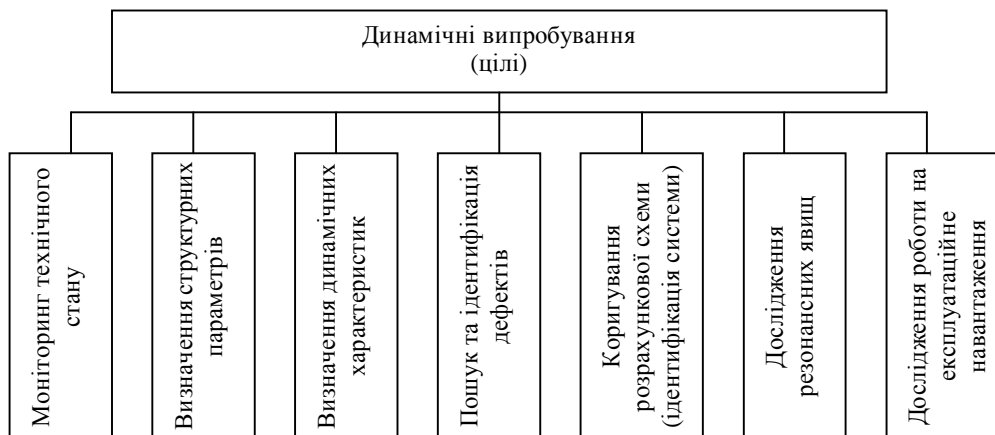 Динамічні випробування
(цілі)
Моніторинг технічного
стану
Визначення структурних
параметрів
Визначення динамічних
характеристик
Пошук та ідентифікація
дефектів
Коригування
розрахункової схеми
(ідентифікація системи)
Дослідження
резонансних явищ
Дослідження роботи на
експлуатаційне
навантаження